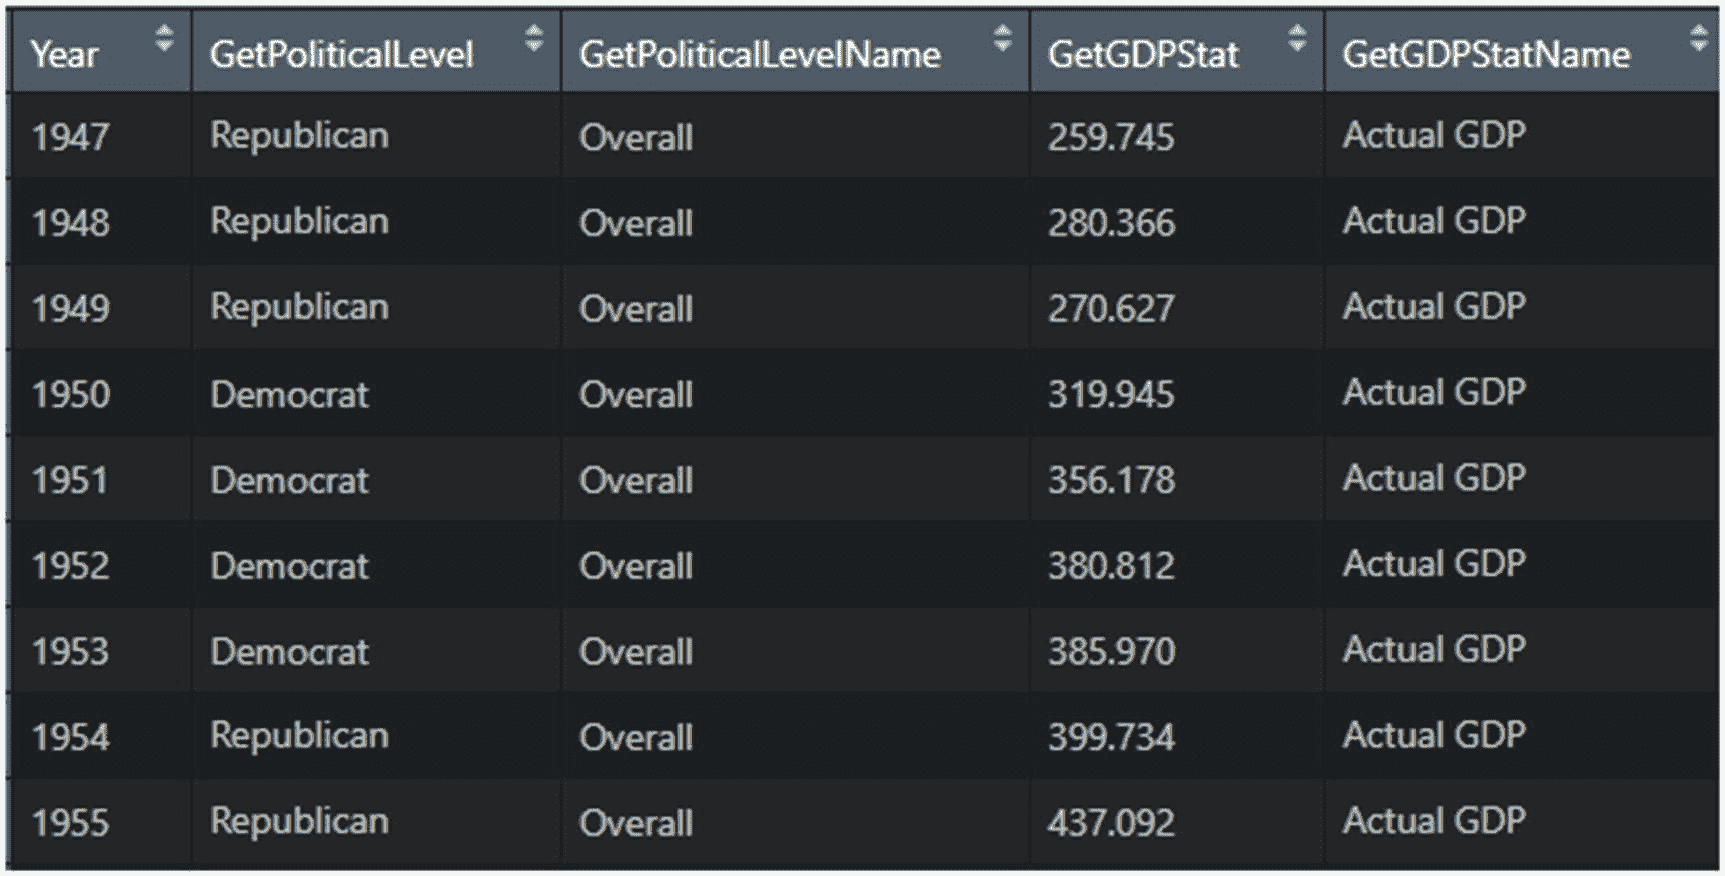 Year GetPoliticalLevel GetPoliticalLevelName GetGDPStat GetGDPStatName
1947 Republican Overall 259.745 Actual GDP
1948 Republican Overall 280.366 Actual GDP
1949 Republican Overall 270.627 Actual GDP
1950 Democrat Overall 319.945 Actual GDP
1951 Democrat Overall 356.178 Actual GDP
1952 Democrat Overall 380.812 Actual GDP
1953 Democrat Overall 385.970 Actual GDP
1954 Republican Overall 399.734 Actual GDP
1955 Republican Overall 437.092 Actual GDP